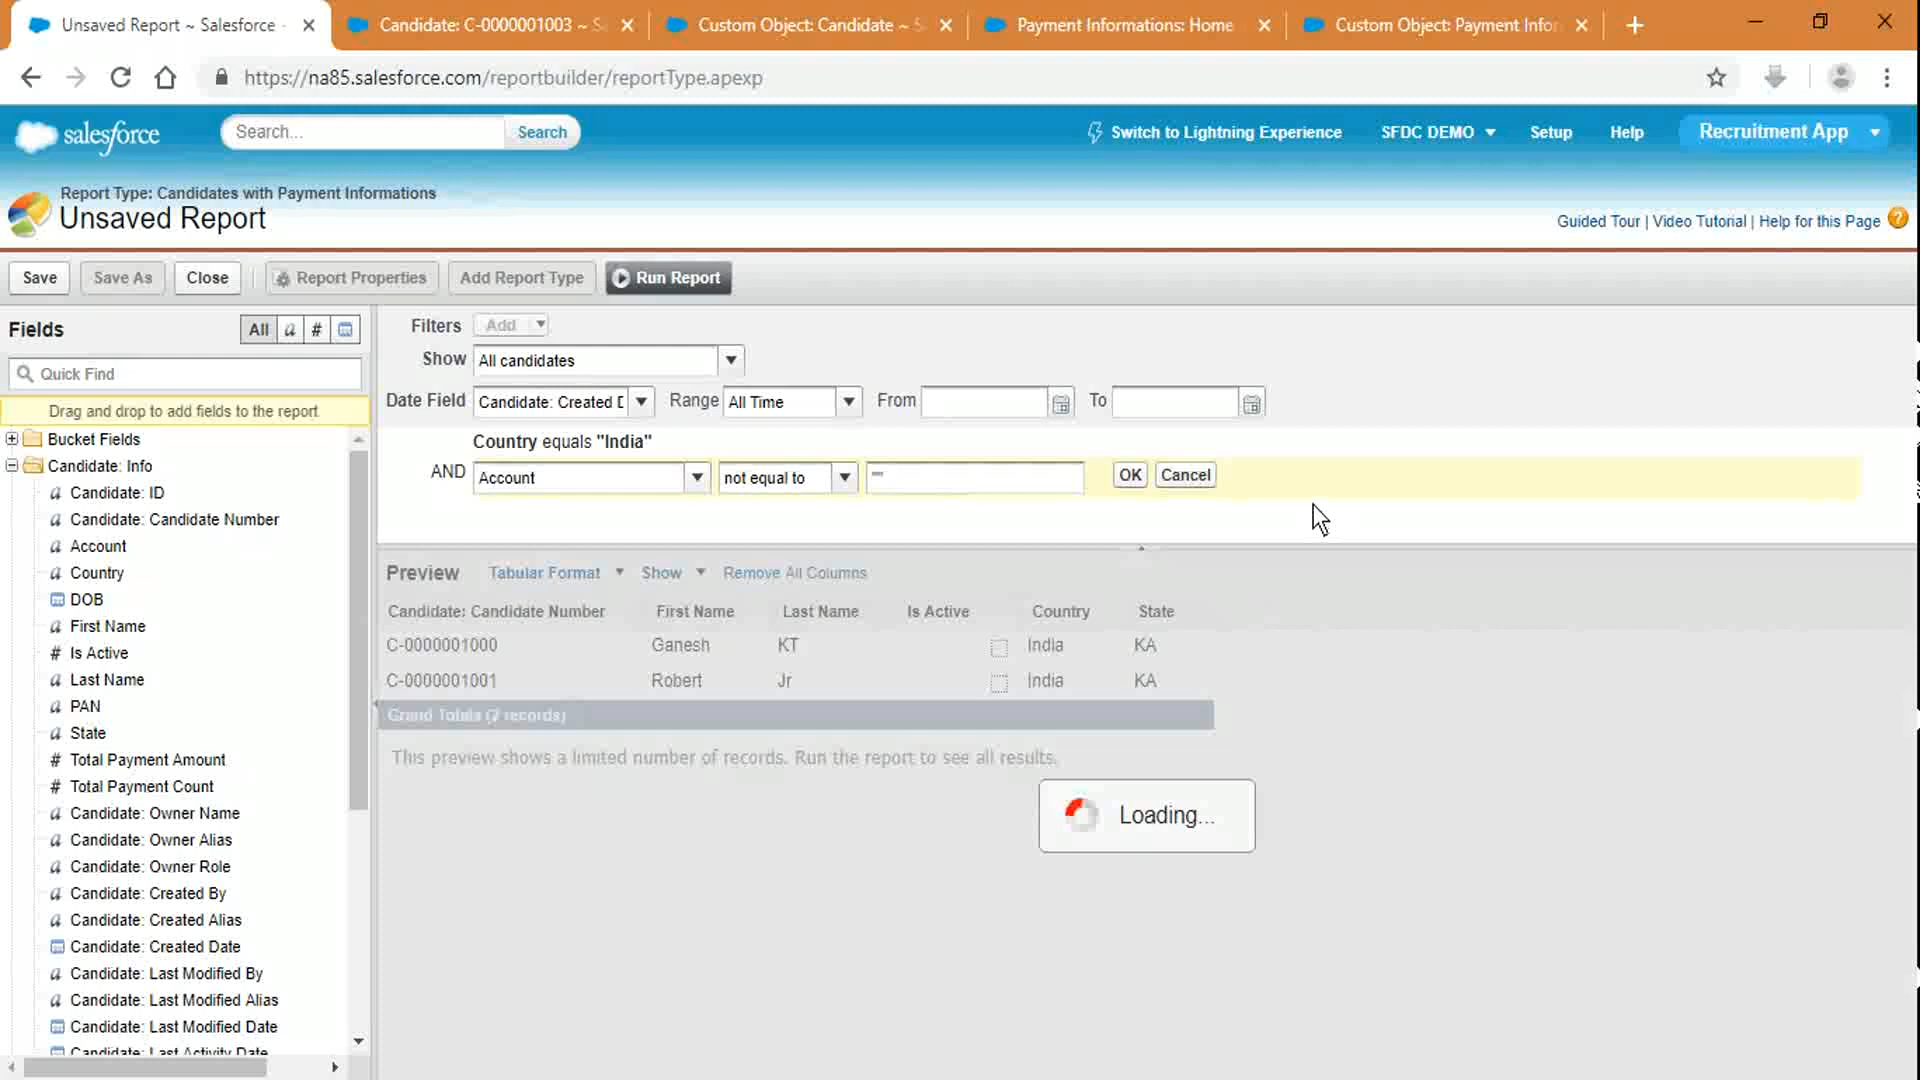 Unsaved Report ~ Salesforce -
Candidate: C-0000001003 ~ S
Custom Object: Candidate ~ S
Payment Informations: Home
Custom Object: Payment Infor
https://na85.salesforce.com/reportbuilder/reportType.apexp
salesforce
Search...
Search
Switch to Lightning Experience
SFDC DEMO
Setup
Help
Recruitment App
Report Type: Candidates with Payment Informations
Unsaved Report
Guided Tour | Video Tutorial | Help for this Page ?
Save
Save As
Close
Report Properties
Add Report Type
Run Report
Fields
All a #
Quick Find
Drag and drop to add fields to the report
Bucket Fields
Candidate: Info
a Candidate: ID
a Candidate: Candidate Number
a Account
a Country
DOB
a First Name
# Is Active
a Last Name
a PAN
a State
# Total Payment Amount
# Total Payment Count
a Candidate: Owner Name
a Candidate: Owner Alias
a Candidate: Owner Role
a Candidate: Created By
a Candidate: Created Alias
Candidate: Created Date
a Candidate: Last Modified By
a Candidate: Last Modified Alias
Candidate: Last Modified Date
Candidate: Last Activity Date
Filters Add
Show All candidates
Date Field Candidate: Created D Range All Time From To
Country equals "India"
AND Account not equal to "" OK Cancel
Preview Tabular Format Show Remove All Columns
Candidate: Candidate Number First Name Last Name Is Active Country State
C-0000001000 Ganesh KT India KA
C-0000001001 Robert Jr India KA
Grand Totals (2 records)
This preview shows a limited number of records. Run the report to see all results.
Loading...